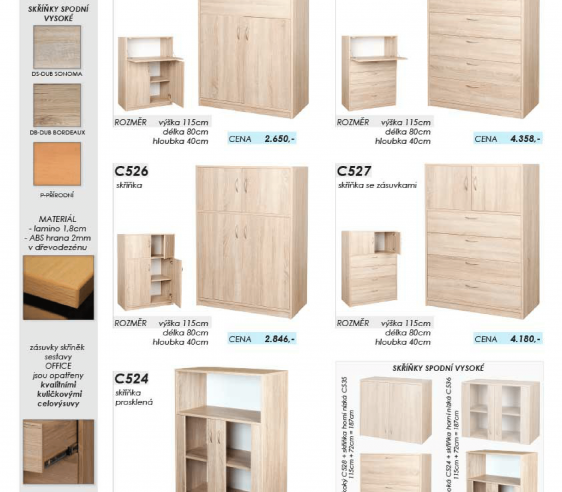 SKŘÍŇKY SPODNÍ
VYSOKÉ
DS-DUB SONOMA
DB-DUB BORDEAUX
P-PŘÍRODNÍ
MATERIÁL
- lamino 1,8cm
- ABS hrana 2mm
v dřevodezénu
zásuvky skříněk
sestavy
OFFICE
jsou opatřeny
kvalitními
kuličkovými
celovýsuvy
ROZMĚR výška 115cm
délka 80cm
hloubka 40cm
CENA 2.650,-
ROZMĚR výška 115cm
délka 80cm
hloubka 40cm
CENA 4.358,-
C526
skříňka
ROZMĚR výška 115cm
délka 80cm
hloubka 40cm
CENA 2.846,-
C527
skříňka se zásuvkami
ROZMĚR výška 115cm
délka 80cm
hloubka 40cm
CENA 4.180,-
C524
skříňka
prosklená
SKŘÍŇKY SPODNÍ VYSOKÉ
C528 + skříňka horní nízká C535
115cm + 72cm = 187cm
C524 + skříňka horní nízká C536
115cm + 72cm = 187cm